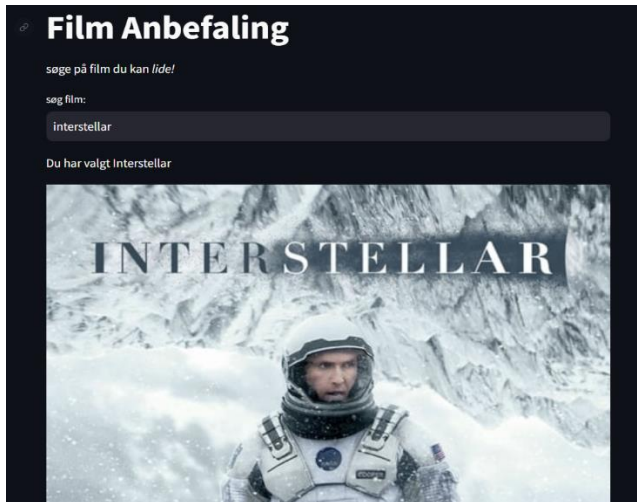 Film Anbefaling
søge på film du kan lide!
søg film:
interstellar
Du har valgt Interstellar
INTERSTELLAR